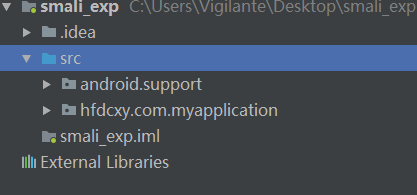 smali_exp C:\Users\Vigilante\Desktop\smali_exp
.idea
src
android.support
hfdcxy.com.myapplication
smali_exp.iml
External Libraries